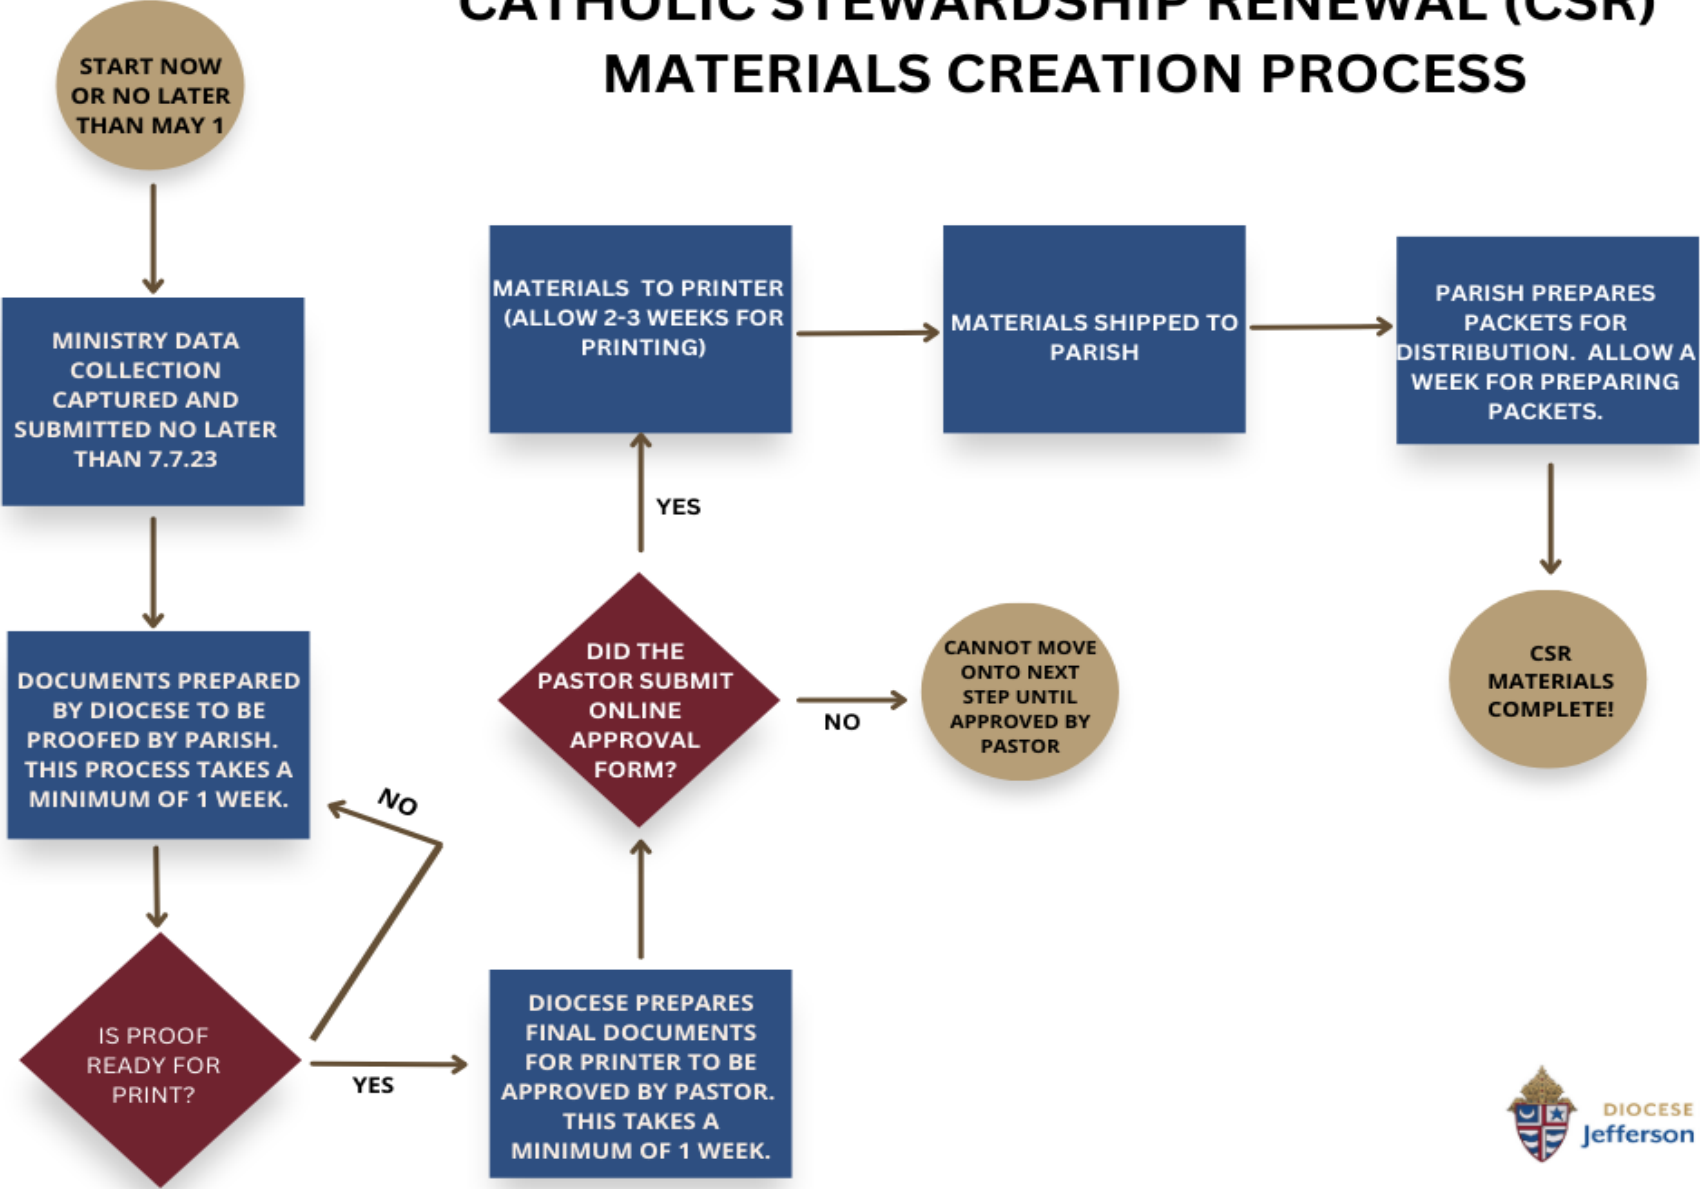 CATHOLIC STEWARDSHIP RENEWAL (CSR)
MATERIALS CREATION PROCESS
START NOW
OR NO LATER
THAN MAY 1
MINISTRY DATA
COLLECTION
CAPTURED AND
SUBMITTED NO LATER
THAN 7.7.23
DOCUMENTS PREPARED
BY DIOCESE TO BE
PROOFED BY PARISH.
THIS PROCESS TAKES A
MINIMUM OF 1 WEEK.
IS PROOF
READY FOR
PRINT?
NO
YES
DIOCESE PREPARES
FINAL DOCUMENTS
FOR PRINTER TO BE
APPROVED BY PASTOR.
THIS TAKES A
MINIMUM OF 1 WEEK.
DID THE
PASTOR SUBMIT
ONLINE
APPROVAL
FORM?
NO
CANNOT MOVE
ONTO NEXT
STEP UNTIL
APPROVED BY
PASTOR
YES
MATERIALS TO PRINTER
(ALLOW 2-3 WEEKS FOR
PRINTING)
MATERIALS SHIPPED TO
PARISH
PARISH PREPARES
PACKETS FOR
DISTRIBUTION. ALLOW A
WEEK FOR PREPARING
PACKETS.
CSR
MATERIALS
COMPLETE!
DIOCESE
Jefferson